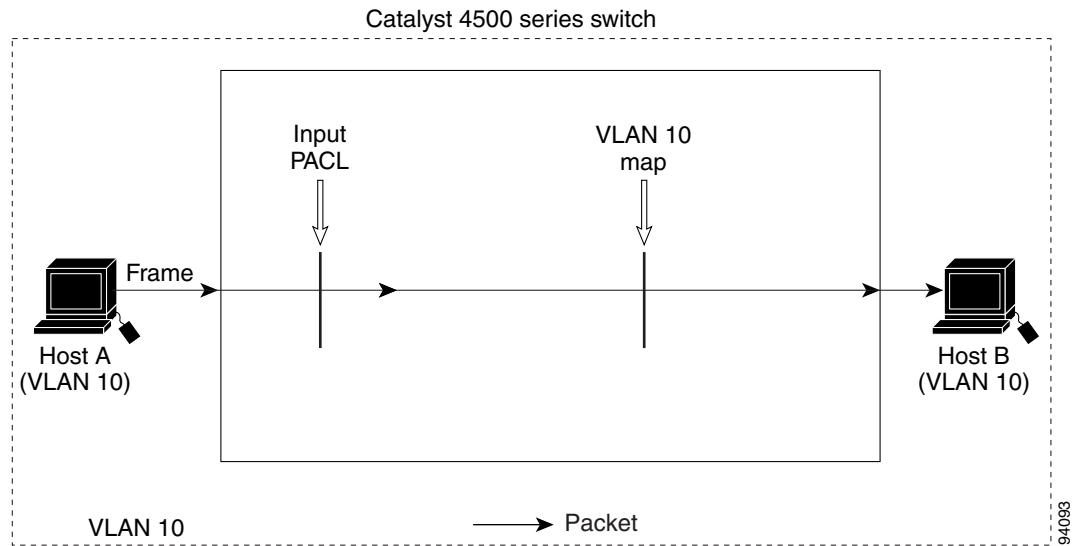 Catalyst 4500 series switch
Input
PACL
VLAN 10
map
Frame
Host A
(VLAN 10)
Host B
(VLAN 10)
VLAN 10
Packet
94093